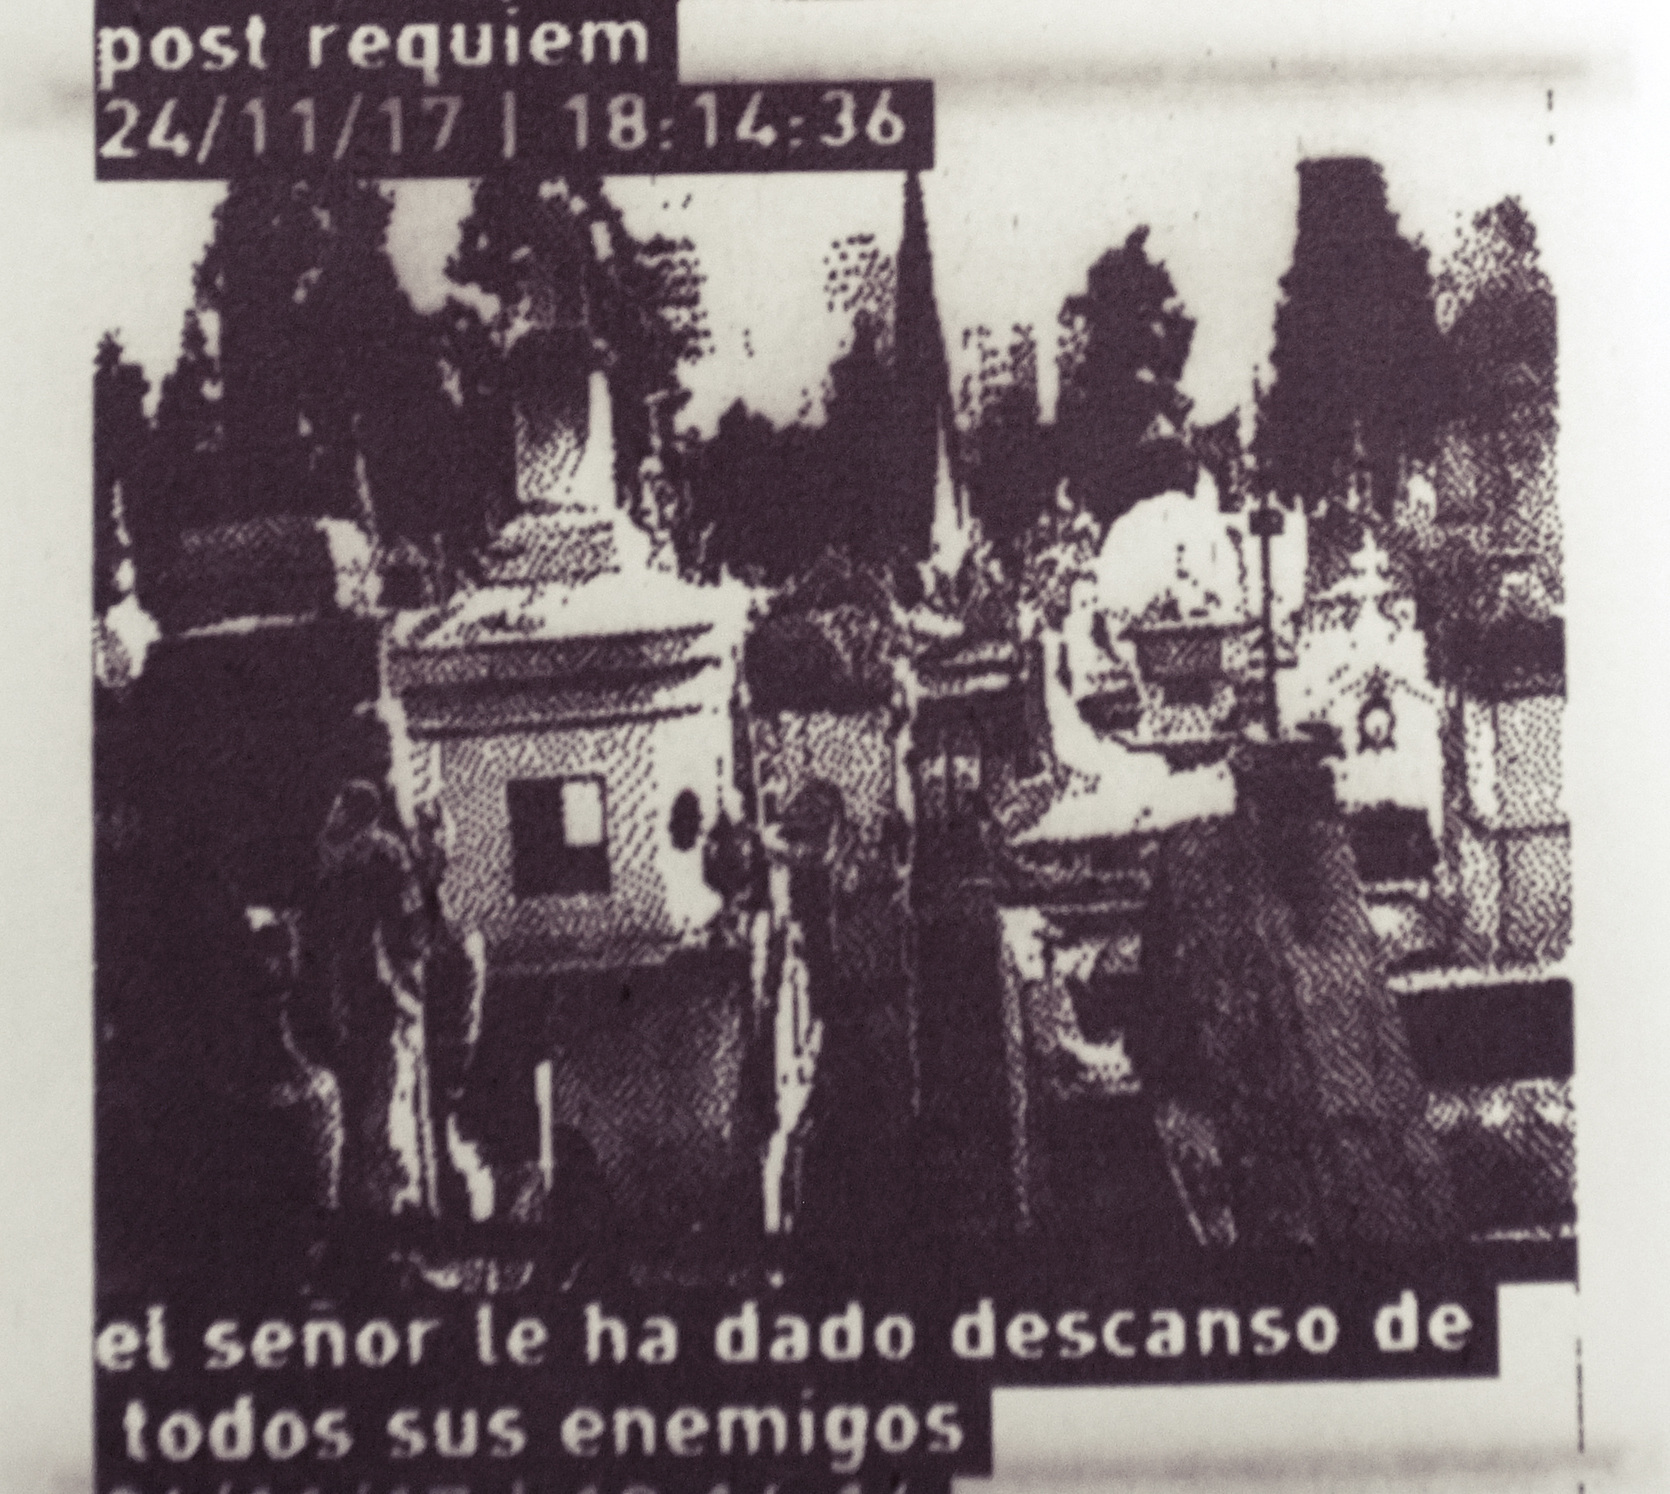 post requiem
24/11/17 | 18:14:36
el señor le ha dado descanso de
todos sus enemigos